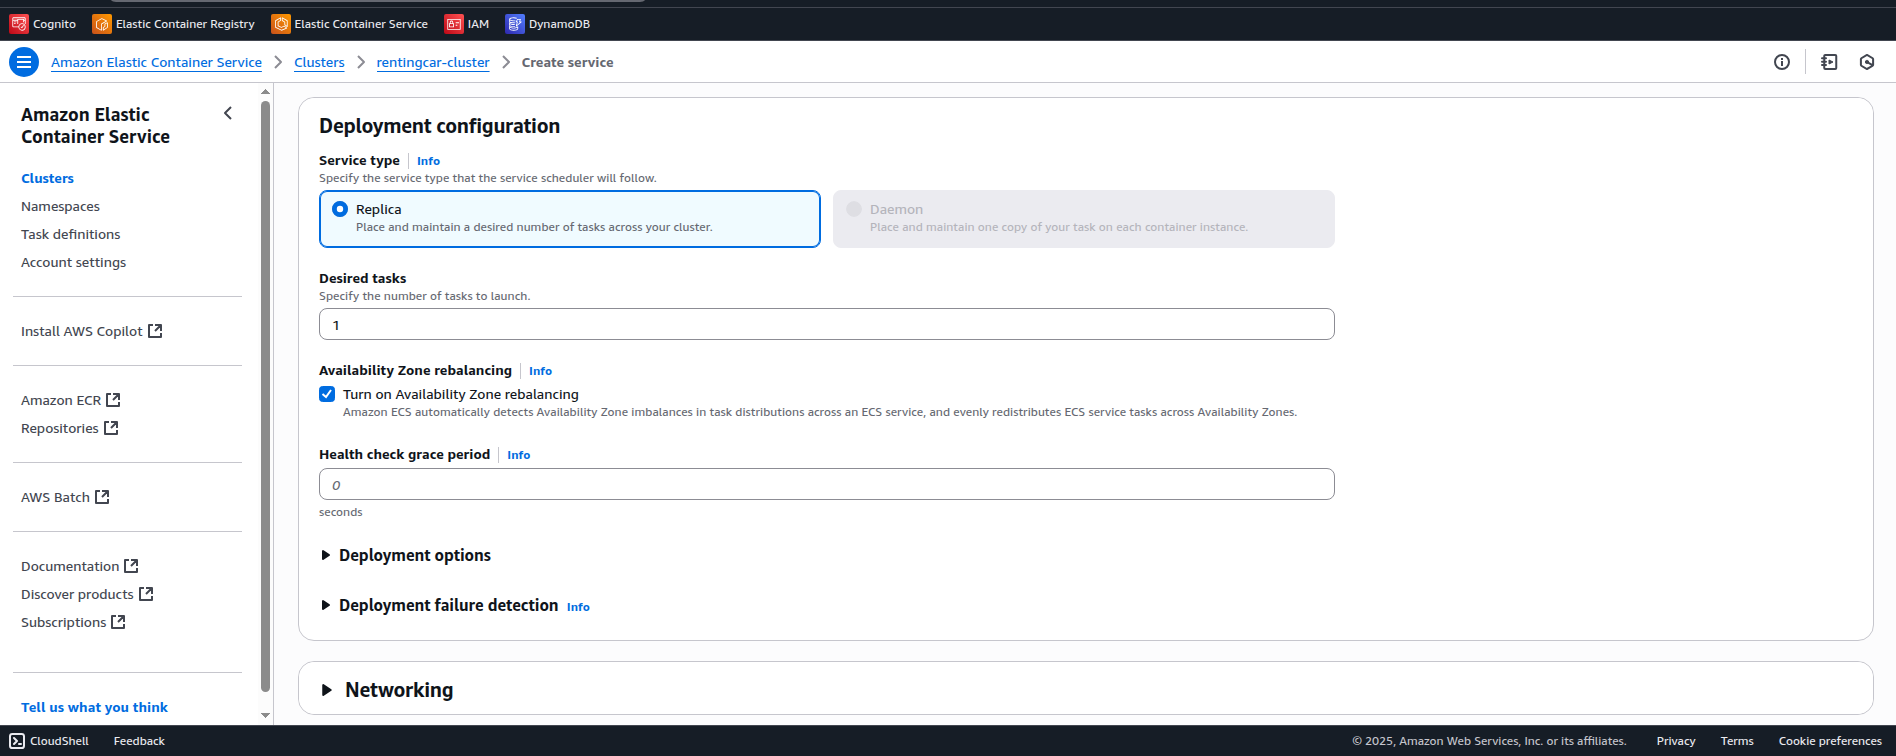 Cognito Elastic Container Registry Elastic Container Service IAM DynamoDB
Amazon Elastic Container Service Clusters rentingcar-cluster Create service
Amazon Elastic
Container Service
Clusters
Namespaces
Task definitions
Account settings
Install AWS Copilot
Amazon ECR
Repositories
AWS Batch
Documentation
Discover products
Subscriptions
Tell us what you think
Deployment configuration
Service type Info
Specify the service type that the service scheduler will follow.
Replica
Place and maintain a desired number of tasks across your cluster.
Daemon
Place and maintain one copy of your task on each container instance.
Desired tasks
Specify the number of tasks to launch.
1
Availability Zone rebalancing Info
Turn on Availability Zone rebalancing
Amazon ECS automatically detects Availability Zone imbalances in task distributions across an ECS service, and evenly redistributes ECS service tasks across Availability Zones.
Health check grace period Info
0
seconds
Deployment options
Deployment failure detection Info
Networking
CloudShell Feedback © 2025, Amazon Web Services, Inc. or its affiliates. Privacy Terms Cookie preferences